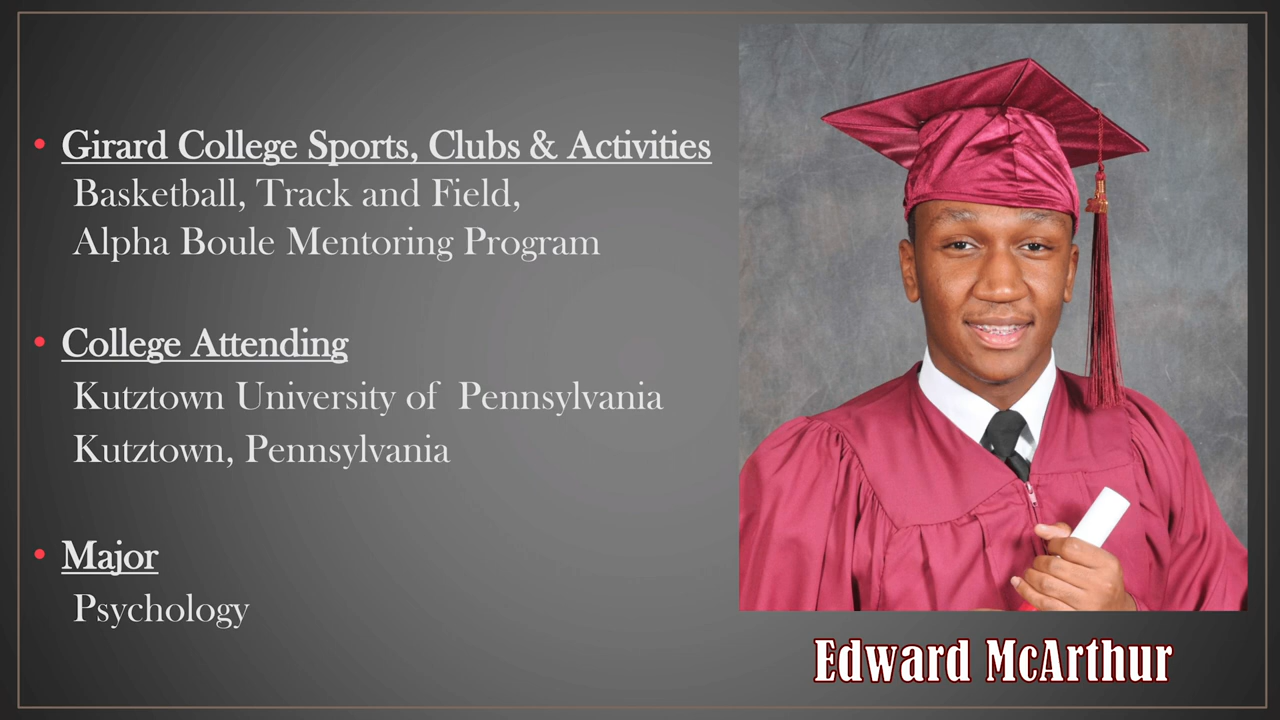 Girard College Sports, Clubs & Activities
Basketball, Track and Field,
Alpha Boule Mentoring Program
College Attending
Kutztown University of  Pennsylvania
Kutztown, Pennsylvania
Major
Psychology
Edward McArthur